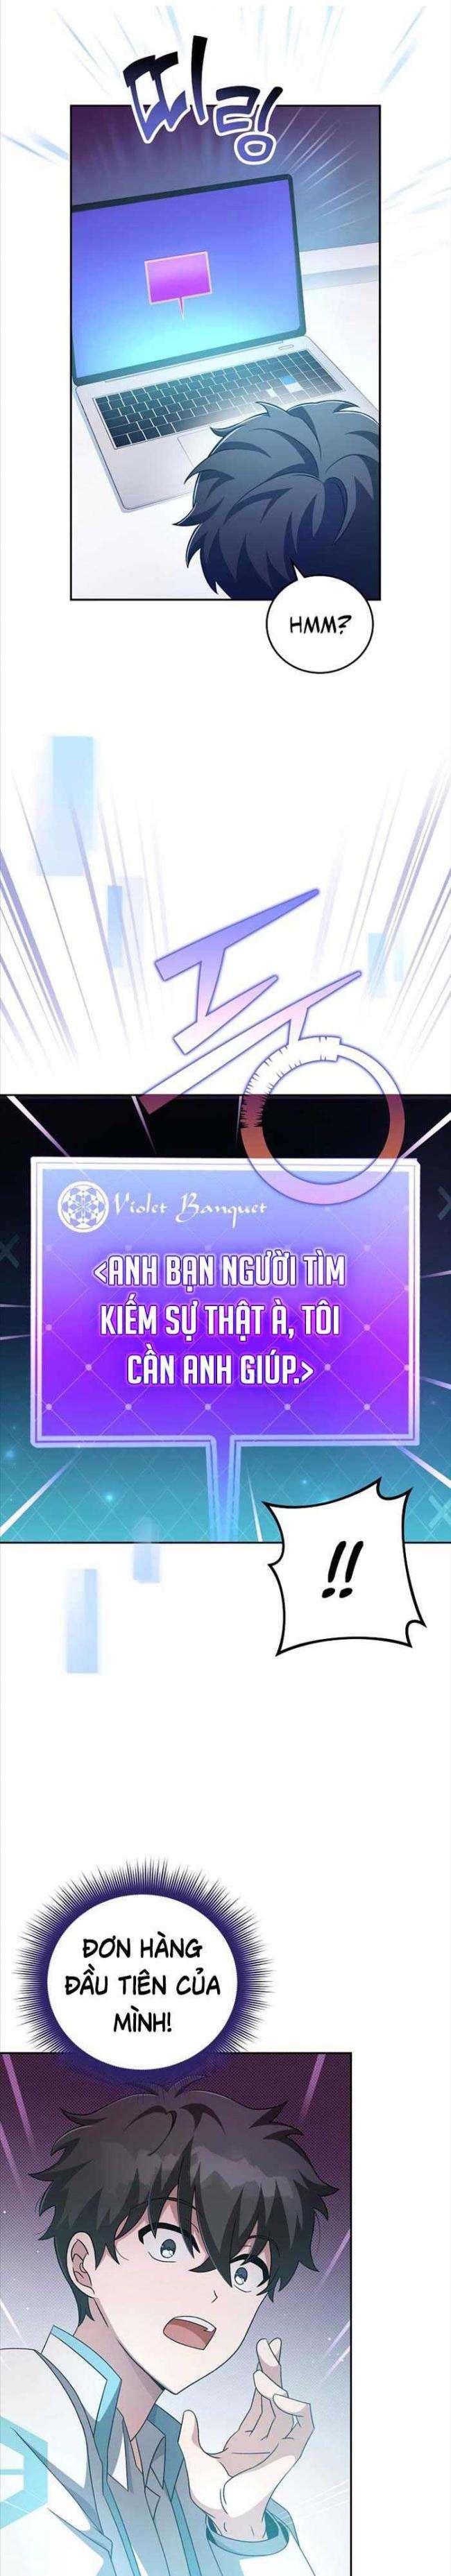 띠링
HMM?
Violet Banquet
<ANH BẠN NGƯỜI TÌM
KIẾM SỰ THẬT À, TÔI
CẦN ANH GIÚP.>
!!
ĐƠN HÀNG
ĐẦU TIÊN CỦA
MÌNH!